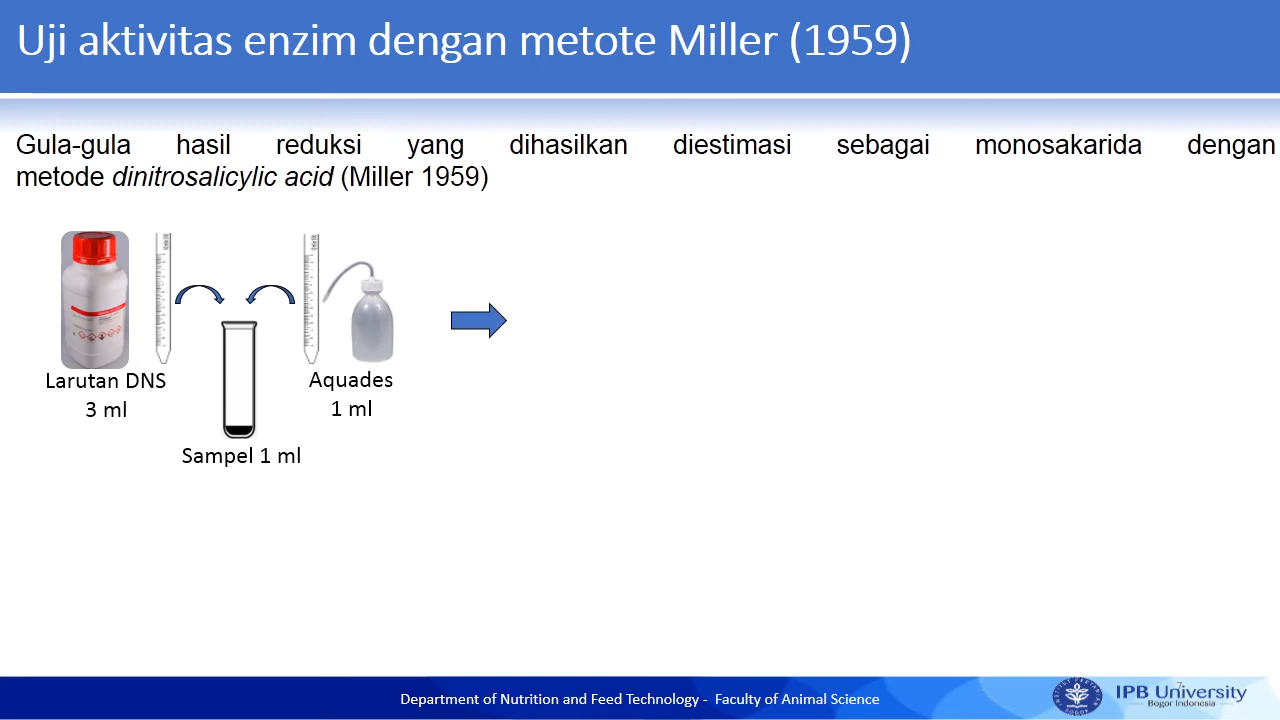 Uji aktivitas enzim dengan metote Miller (1959)
Gula-gula hasil reduksi yang dihasilkan diestimasi sebagai monosakarida dengan
metode dinitrosalicylic acid (Miller 1959)
Larutan DNS
3 ml
Aquades
1 ml
Sampel 1 ml
Department of Nutrition and Feed Technology - Faculty of Animal Science
7
IPB University
Bogor Indonesia